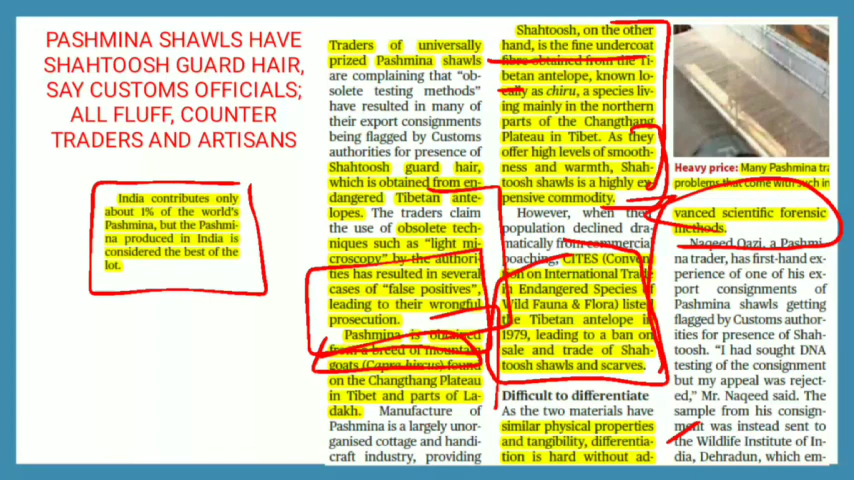 PASHMINA SHAWLS HAVE
SHAHTOOSH GUARD HAIR,
SAY CUSTOMS OFFICIALS;
ALL FLUFF, COUNTER
TRADERS AND ARTISANS
India contributes only
about 1% of the world's
Pashmina, but the Pashmi-
na produced in India is
considered the best of the
lot.
Traders of universally
prized Pashmina shawls
are complaining that "ob-
solete testing methods"
have resulted in many of
their export consignments
being flagged by Customs
authorities for presence of
Shahtoosh guard hair,
which is obtained from en-
dangered Tibetan ante-
lopes. The traders claim
the use of obsolete tech-
niques such as "light mi-
croscopy" by the authori-
ties has resulted in several
cases of "false positives",
leading to their wrongful
prosecution.
Pashmina is obtained
from a breed of mountain
goats (Capra hircus) found
on the Changthang Plateau
in Tibet and parts of La-
dakh. Manufacture of
Pashmina is a largely unor-
ganised cottage and handi-
craft industry, providing
Shahtoosh, on the other
hand, is the fine undercoat
fibre obtained from the Ti-
betan antelope, known lo-
cally as chiru, a species liv-
ing mainly in the northern
parts of the Changthang
Plateau in Tibet. As they
offer high levels of smooth-
ness and warmth, Shah-
toosh shawls is a highly ex-
pensive commodity.
However, when their
population declined dra-
matically from commercial
poaching, CITES (Conven
tion on International Trade
in Endangered Species of
Wild Fauna & Flora) listed
the Tibetan antelope in
1979, leading to a ban on
sale and trade of Shah-
toosh shawls and scarves.
Difficult to differentiate
As the two materials have
similar physical properties
and tangibility, differentia-
tion is hard without ad-
Heavy price: Many Pashmina tra
problems that come with such in
vanced scientific forensic
methods.
Naqeed Qazi, a Pashmi-
na trader, has first-hand ex-
perience of one of his ex-
port consignments of
Pashmina shawls getting
flagged by Customs author-
ities for presence of Shah-
toosh. "I had sought DNA
testing of the consignment
but my appeal was reject-
ed," Mr. Naqeed said. The
sample from his consign-
ment was instead sent to
the Wildlife Institute of In-
dia, Dehradun, which em-